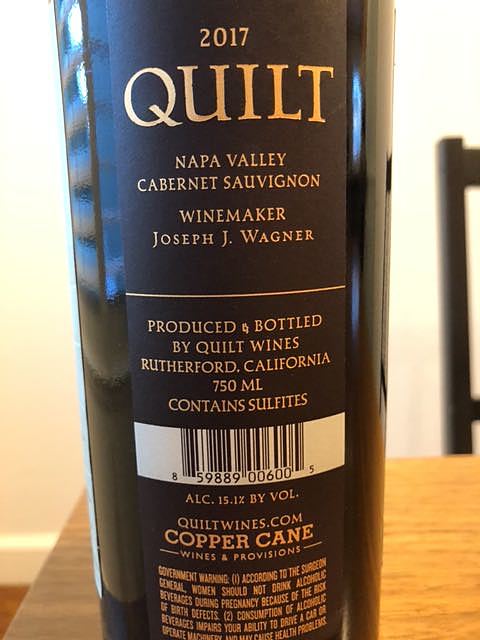 2017
QUILT
NAPA VALLEY
CABERNET SAUVIGNON
WINEMAKER
JOSEPH J. WAGNER
PRODUCED & BOTTLED
BY QUILT WINES
RUTHERFORD, CALIFORNIA
750 ML
CONTAINS SULFITES
8 59889 00600 5
ALC. 15.1% BY VOL.
QUILTWINES.COM
COPPER CANE
WINES & PROVISIONS
GOVERNMENT WARNING: (1) ACCORDING TO THE SURGEON
GENERAL, WOMEN SHOULD NOT DRINK ALCOHOLIC
BEVERAGES DURING PREGNANCY BECAUSE OF THE RISK
OF BIRTH DEFECTS. (2) CONSUMPTION OF ALCOHOLIC
BEVERAGES IMPAIRS YOUR ABILITY TO DRIVE A CAR OR
OPERATE MACHINERY, AND MAY CAUSE HEALTH PROBLEMS.